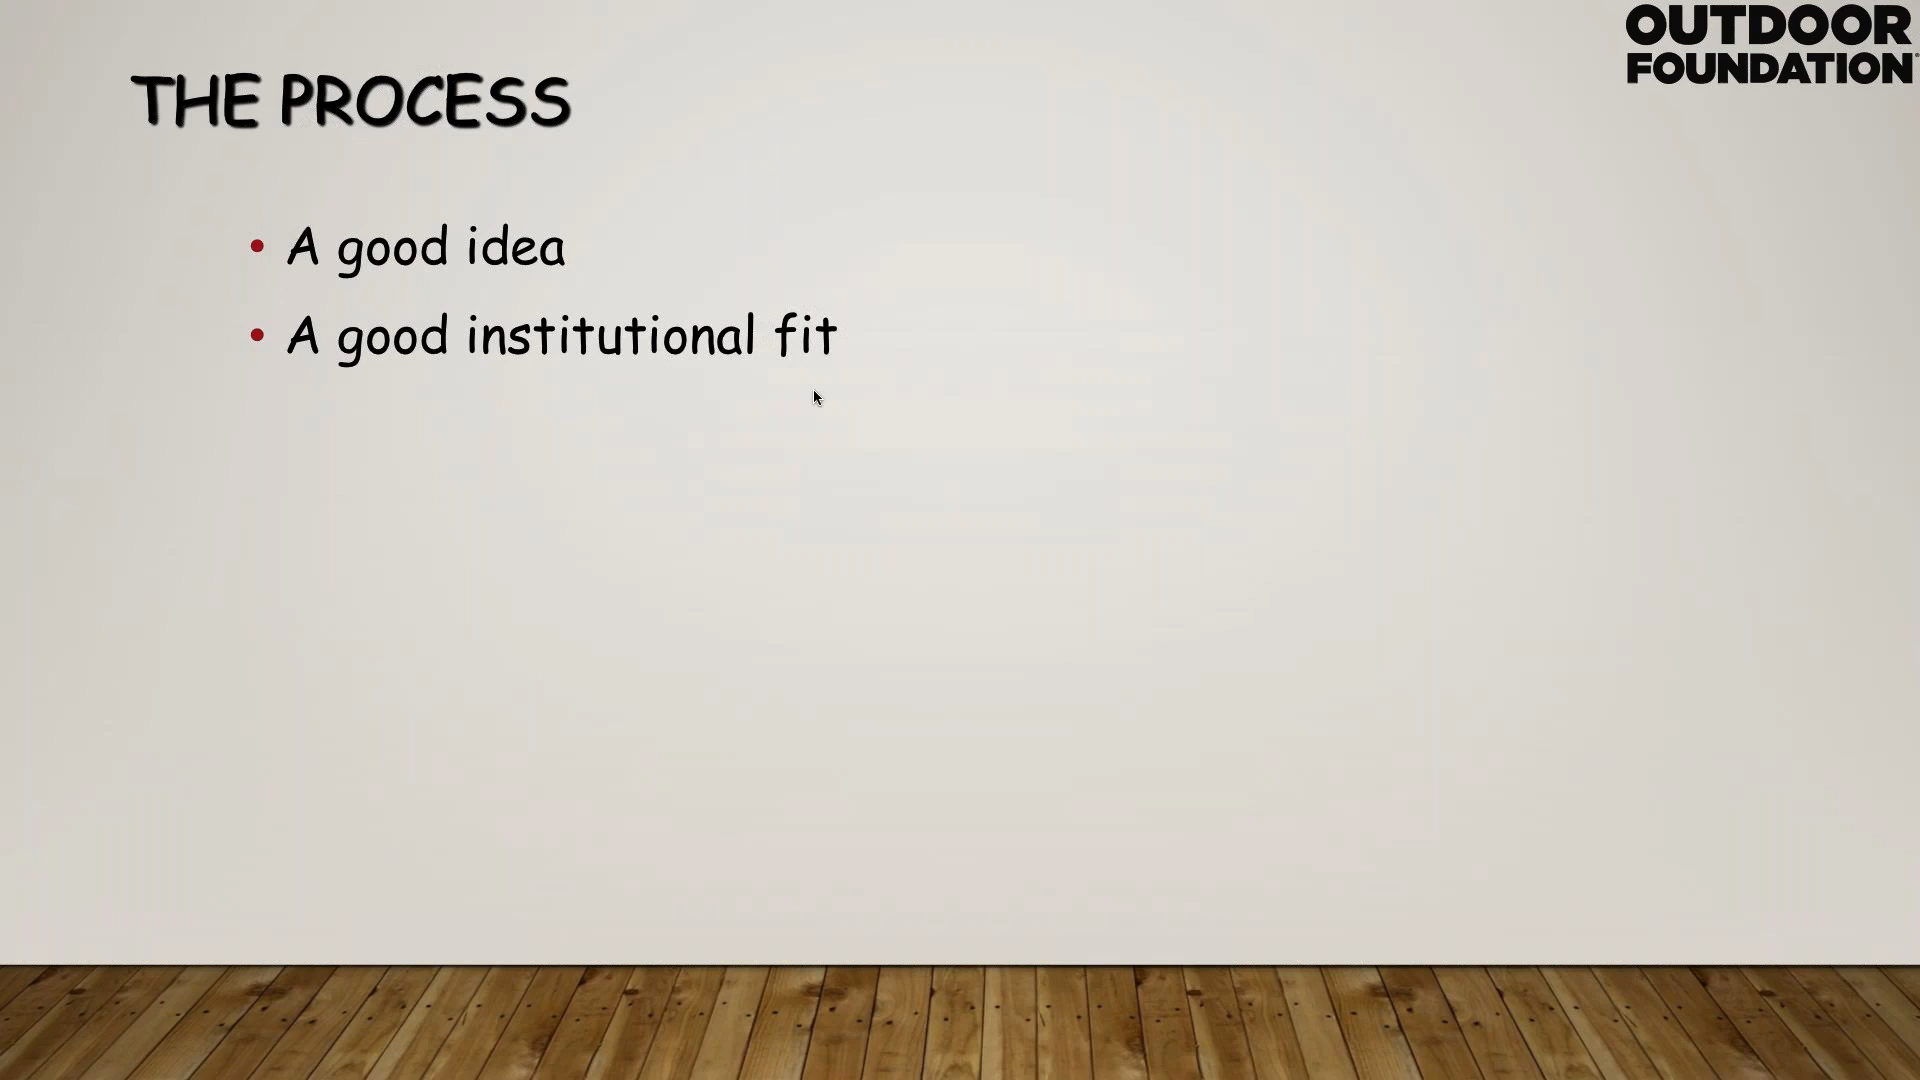 OUTDOOR
FOUNDATION
THE PROCESS
• A good idea
• A good institutional fit